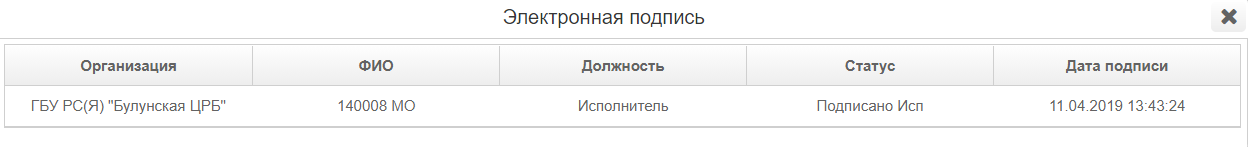 Электронная подпись
Организация ФИО Должность Статус Дата подписи
ГБУ РС(Я) "Булунская ЦРБ" 140008 МО Исполнитель Подписано Исп 11.04.2019 13:43:24